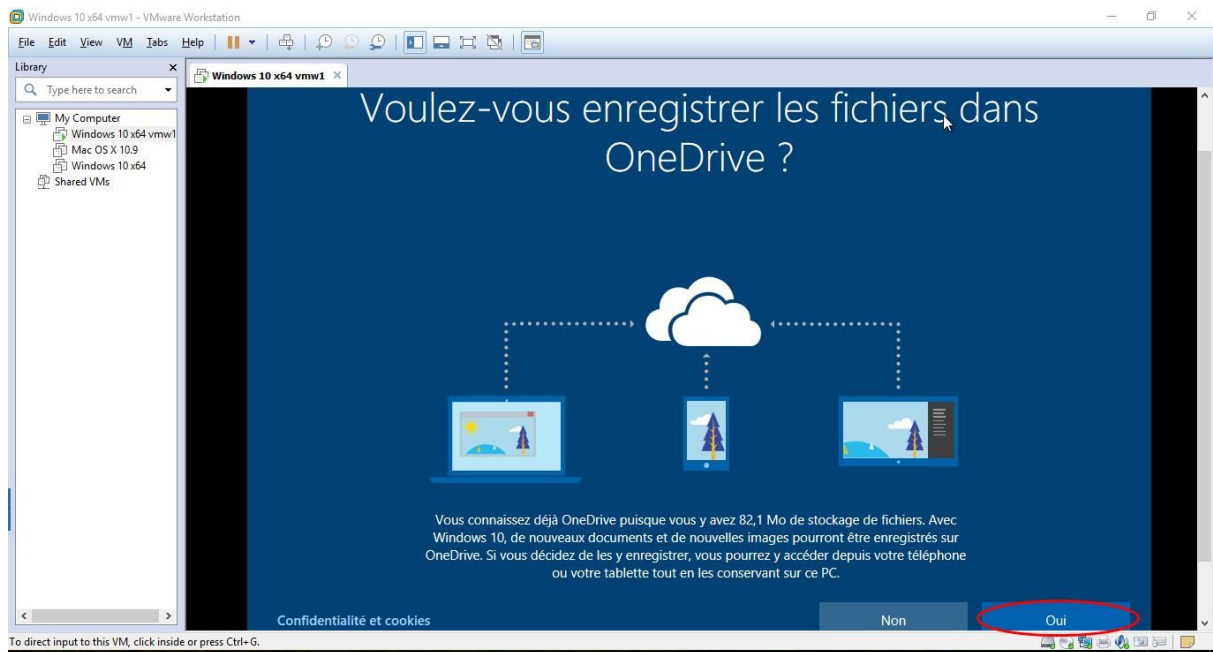 Windows 10 x64 vmw1 - VMware Workstation
File Edit View VM Tabs Help
Library
Type here to search
My Computer
Windows 10 x64 vmw1
Mac OS X 10.9
Windows 10 x64
Shared VMs
Windows 10 x64 vmw1
Voulez-vous enregistrer les fichiers dans
OneDrive ?
Vous connaissez déjà OneDrive puisque vous y avez 82,1 Mo de stockage de fichiers. Avec
Windows 10, de nouveaux documents et de nouvelles images pourront être enregistrés sur
OneDrive. Si vous décidez de les y enregistrer, vous pourrez y accéder depuis votre téléphone
ou votre tablette tout en les conservant sur ce PC.
Confidentialité et cookies
Non
Oui
To direct input to this VM, click inside or press Ctrl+G.